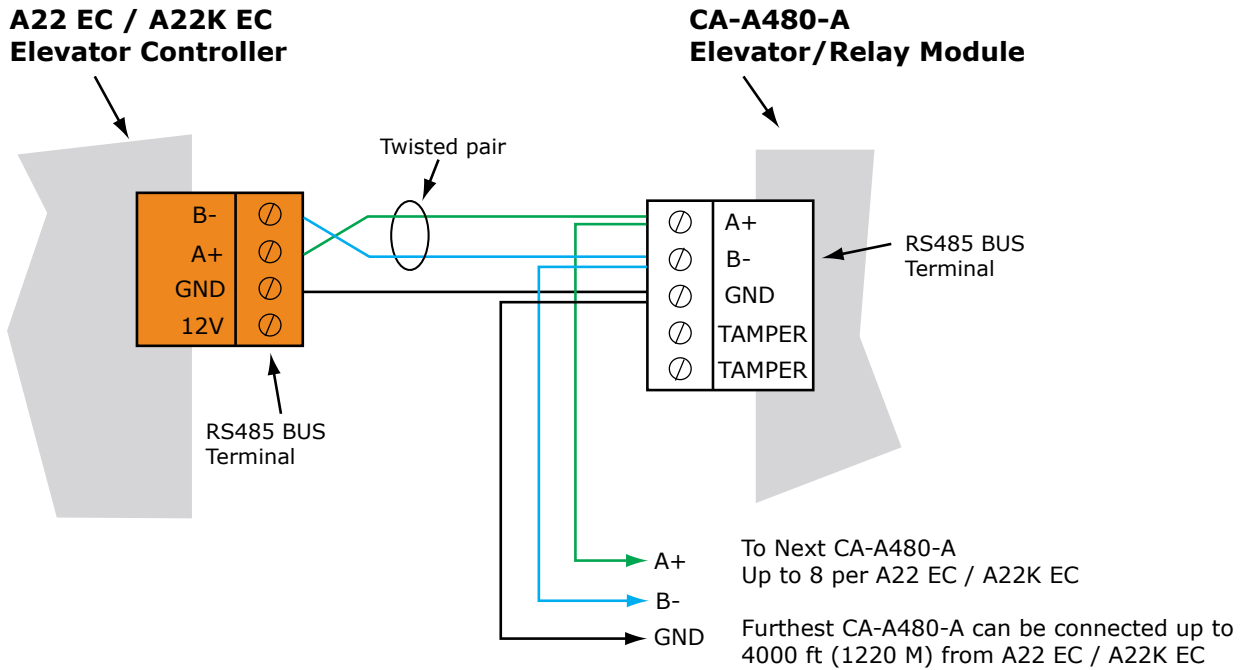 A22 EC / A22K EC
Elevator Controller
CA-A480-A
Elevator/Relay Module
Twisted pair
B-
A+
GND
12V
RS485 BUS
Terminal
A+
B-
GND
TAMPER
TAMPER
RS485 BUS
Terminal
A+
B-
GND
To Next CA-A480-A
Up to 8 per A22 EC / A22K EC
Furthest CA-A480-A can be connected up to
4000 ft (1220 M) from A22 EC / A22K EC